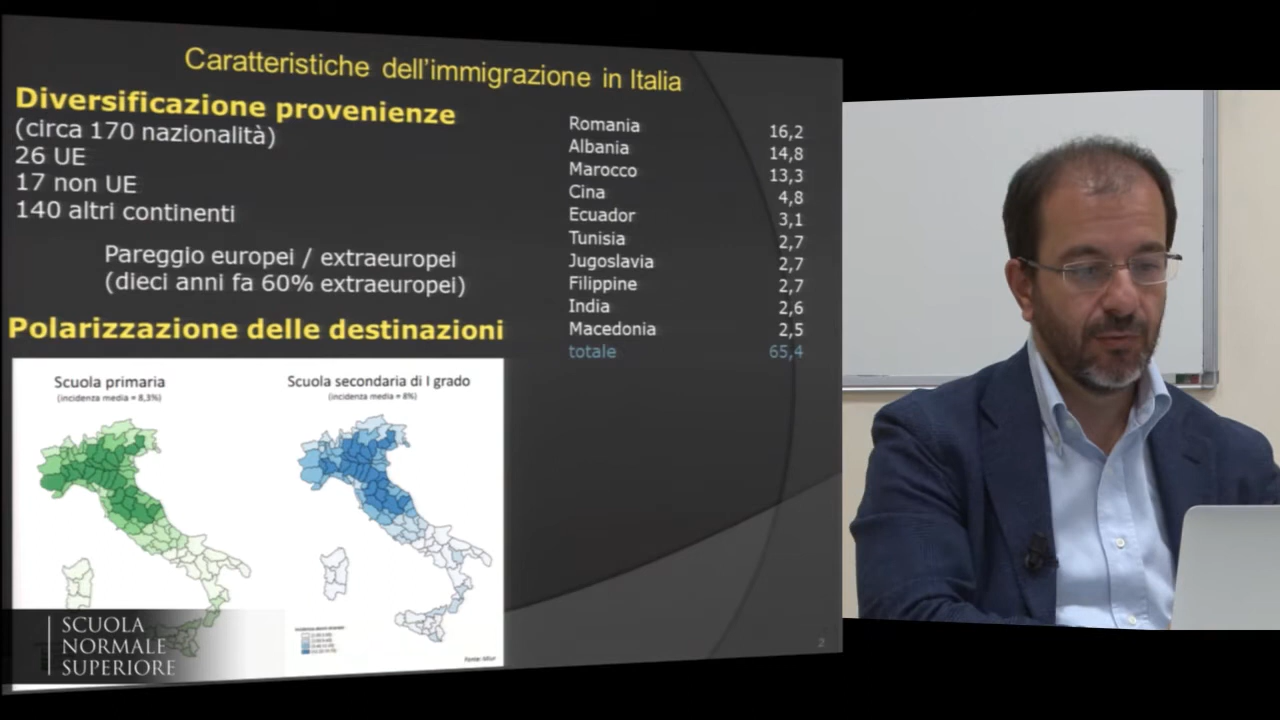 Caratteristiche dell'immigrazione in Italia
Diversificazione provenienze
(circa 170 nazionalità)
26 UE
17 non UE
140 altri continenti
Pareggio europei / extraeuropei
(dieci anni fa 60% extraeuropei)
Polarizzazione delle destinazioni
Romania 16,2
Albania 14,8
Marocco 13,3
Cina 4,8
Ecuador 3,1
Tunisia 2,7
Jugoslavia 2,7
Filippine 2,7
India 2,6
Macedonia 2,5
totale 65,4
Scuola primaria
(incidenza media = 8,3%)
Scuola secondaria di I grado
(incidenza media = 8%)
Fonte: Miur
2
SCUOLA
NORMALE
SUPERIORE